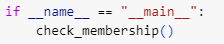 if __name__ == "__main__":
    check_membership()